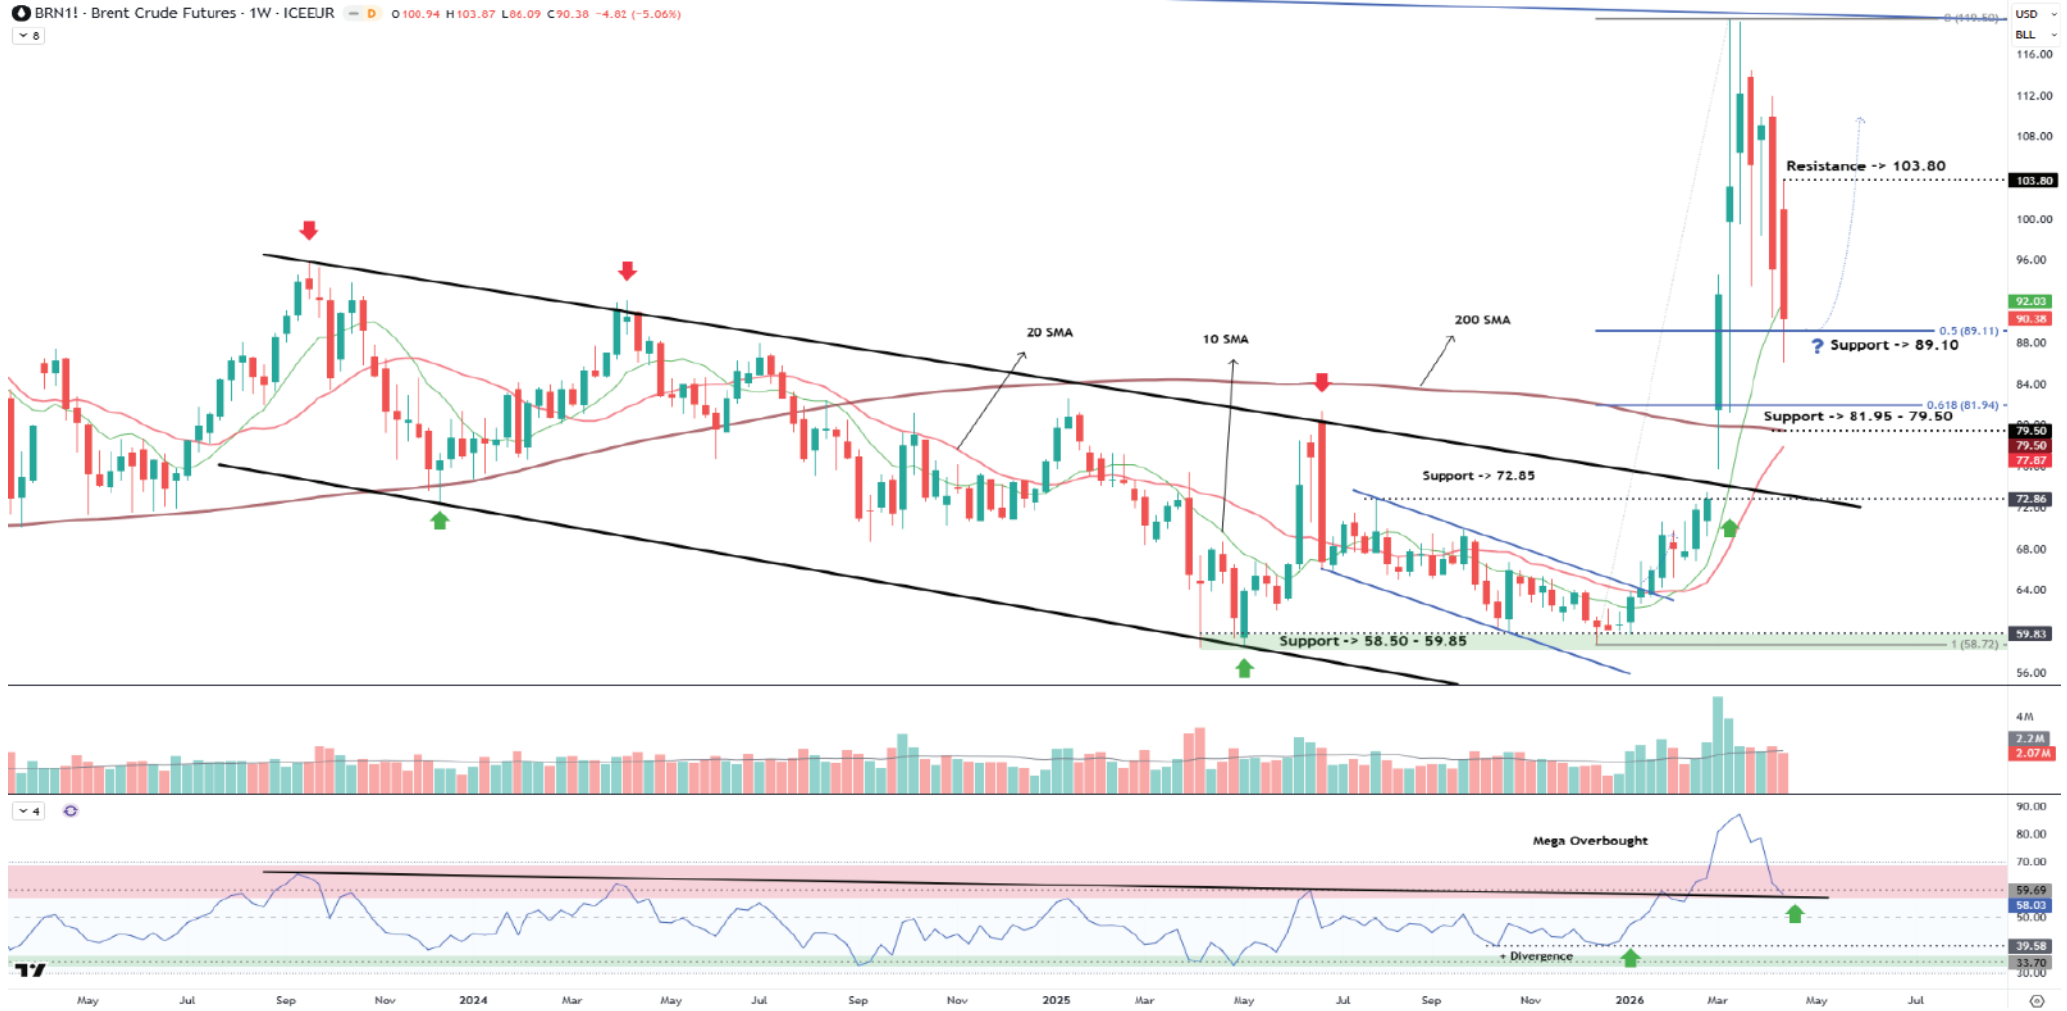 BRN1! · Brent Crude Futures · 1W · ICEEUR D O100.94 H103.87 L86.09 C90.38 −4.82 (−5.06%)
8
USD
BLL
0 (119.50)
116.00
112.00
108.00
Resistance -> 103.80
103.80
100.00
96.00
92.03
90.38
0.5 (89.11)
? Support -> 89.10
88.00
20 SMA
10 SMA
200 SMA
84.00
0.618 (81.94)
Support -> 81.95 - 79.50
79.50
79.50
77.87
Support -> 72.85
72.86
72.00
68.00
64.00
59.83
Support -> 58.50 - 59.85
1 (58.72)
56.00
4M
2.2M
2.07M
4
90.00
Mega Overbought
80.00
70.00
59.69
58.03
50.00
39.58
+ Divergence
33.70
30.00
May Jul Sep Nov 2024 Mar May Jul Sep Nov 2025 Mar May Jul Sep Nov 2026 Mar May Jul